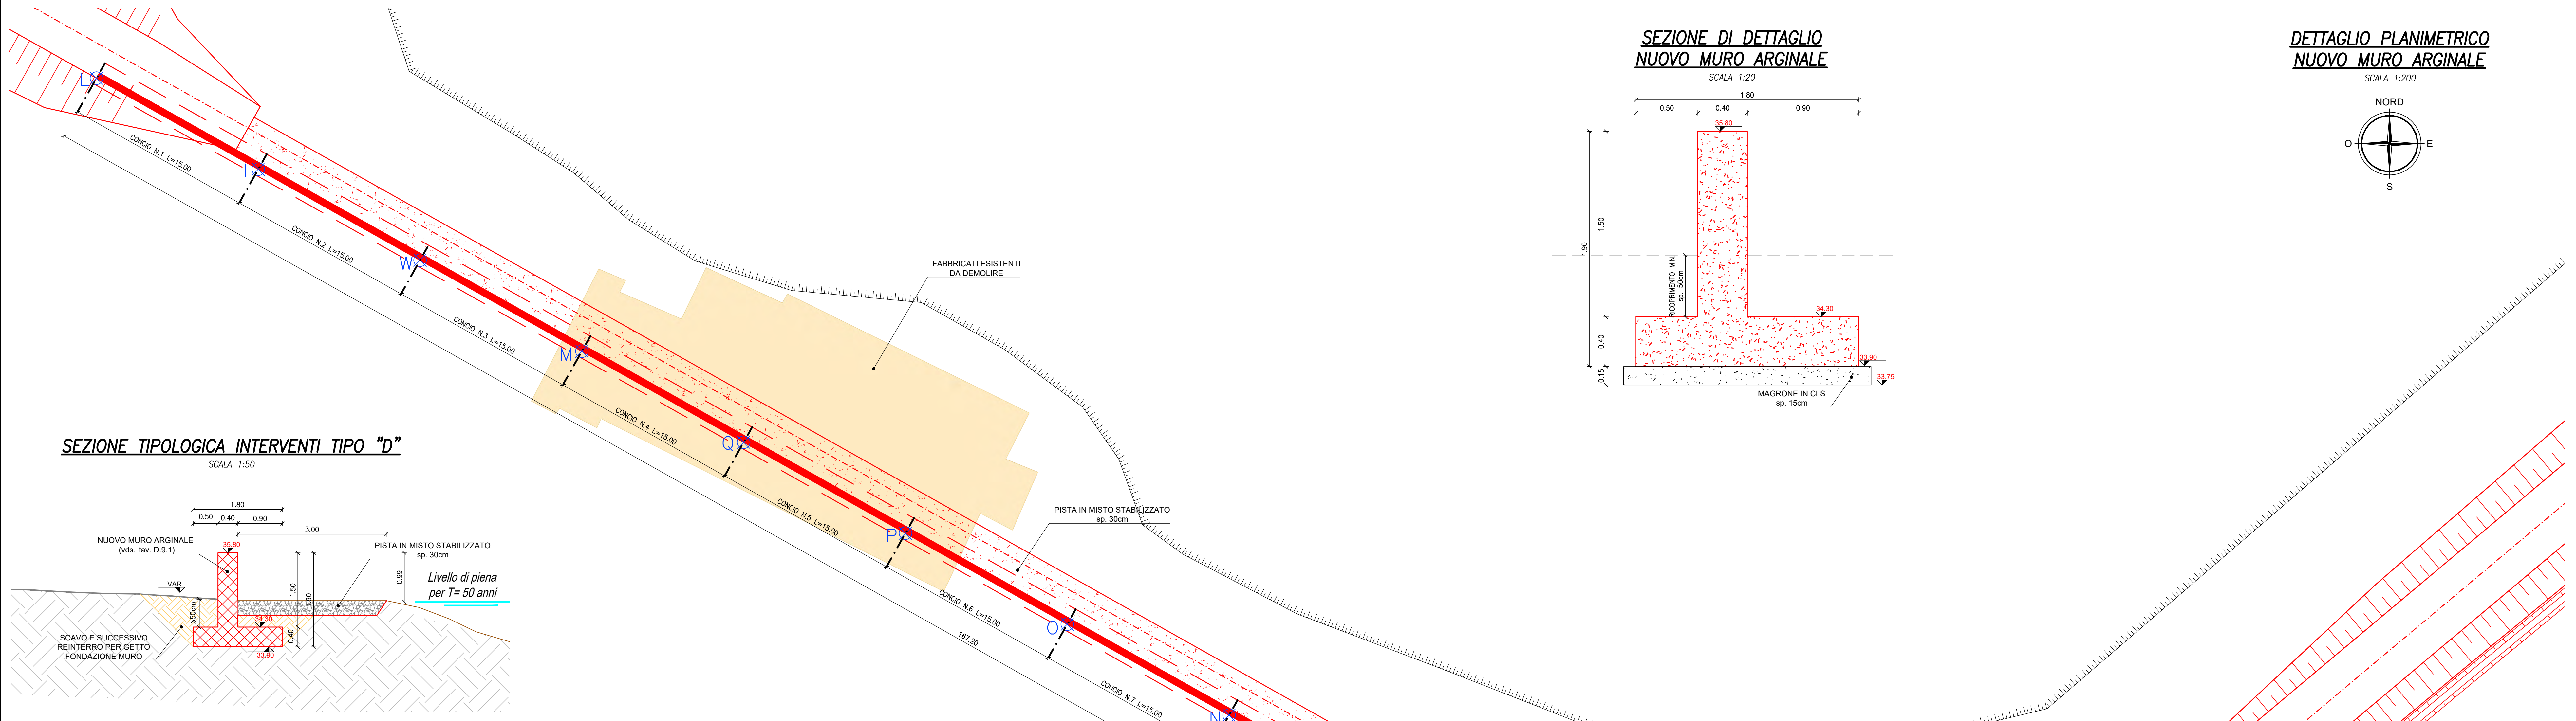 SEZIONE DI DETTAGLIO
NUOVO MURO ARGINALE
SCALA 1:20
1.80
0.50
0.40
0.90
35.80
1.90
1.50
RICOPRIMENTO MIN.
sp. 50cm
34.30
0.40
33.90
0.15
33.75
MAGRONE IN CLS
sp. 15cm
DETTAGLIO PLANIMETRICO
NUOVO MURO ARGINALE
SCALA 1:200
NORD
O
E
S
L
CONCIO N.1 L=15.00
I
CONCIO N.2 L=15.00
W
CONCIO N.3 L=15.00
M
CONCIO N.4 L=15.00
Q
CONCIO N.5 L=15.00
P
CONCIO N.6 L=15.00
O
CONCIO N.7 L=15.00
N
167.20
FABBRICATI ESISTENTI
DA DEMOLIRE
PISTA IN MISTO STABILIZZATO
sp. 30cm
SEZIONE TIPOLOGICA INTERVENTI TIPO "D"
SCALA 1:50
1.80
0.50
0.40
0.90
3.00
NUOVO MURO ARGINALE
(vds. tav. D.9.1)
35.80
PISTA IN MISTO STABILIZZATO
sp. 30cm
VAR
1.50
1.90
0.99
Livello di piena
per T= 50 anni
≥50cm
34.30
0.40
33.90
SCAVO E SUCCESSIVO
REINTERRO PER GETTO
FONDAZIONE MURO